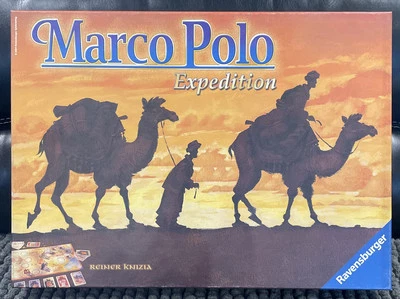 Marco Polo
Expedition
REINER KNIZIA
Ravensburger